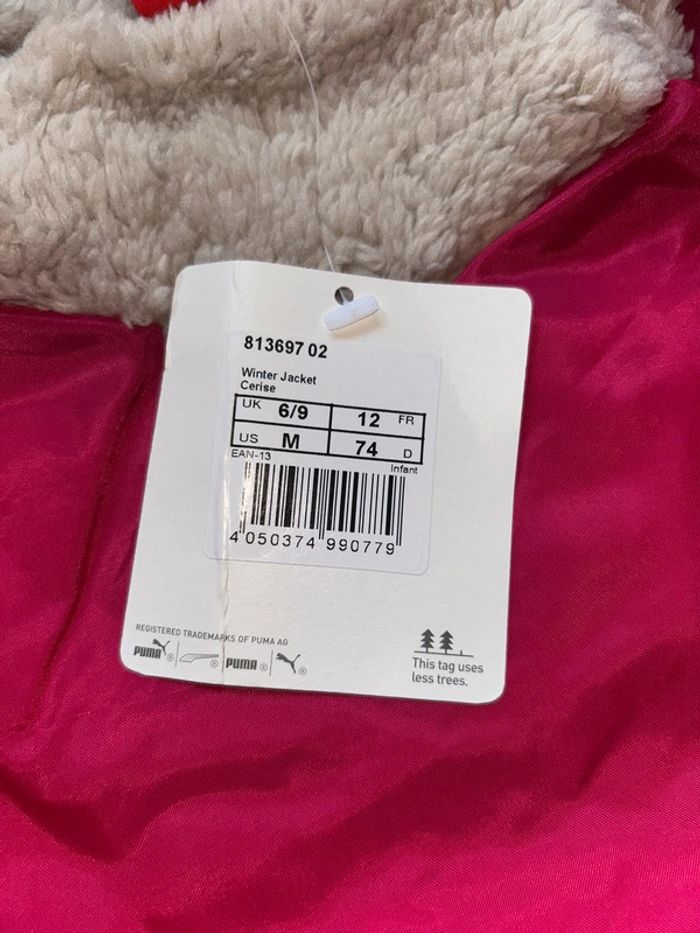 813697 02
Winter Jacket
Cerise
UK 6/9 12 FR
US M 74 D
EAN-13 Infant
4 050374 990779
REGISTERED TRADEMARKS OF PUMA AG
PUMA ® ® PUMA ® ®
This tag uses
less trees.